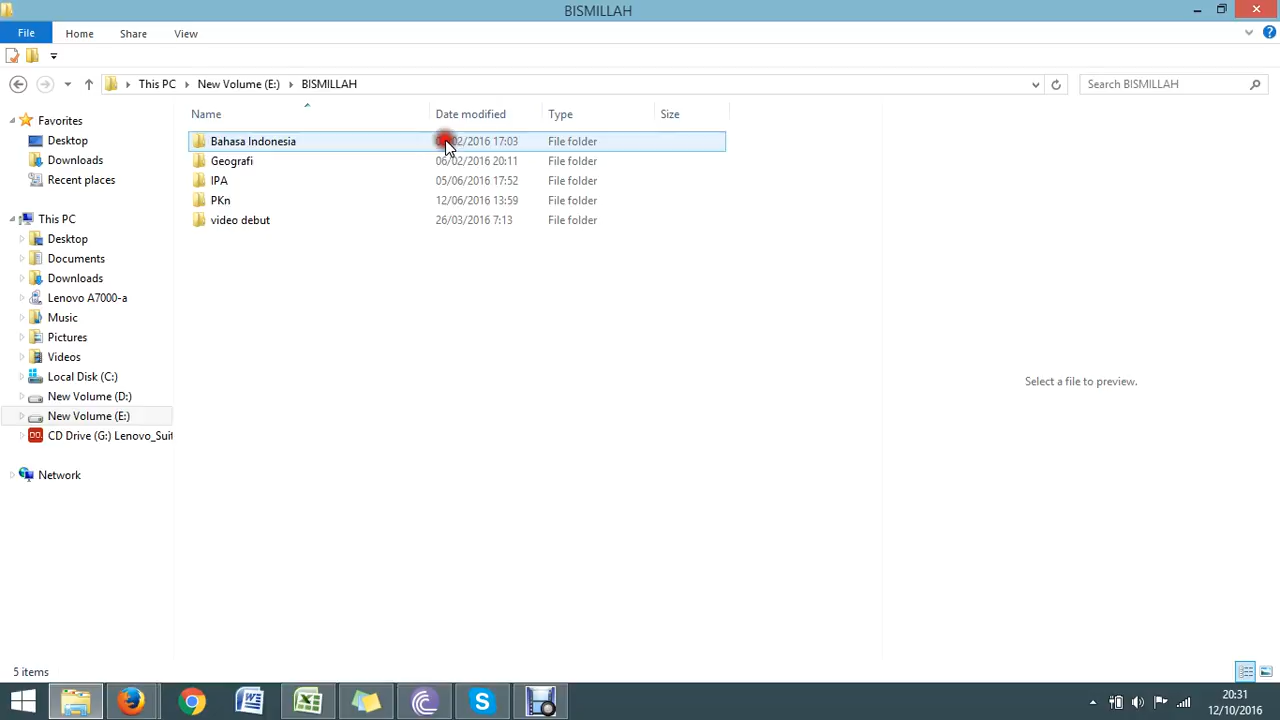 BISMILLAH
File Home Share View
This PC New Volume (E:) BISMILLAH Search BISMILLAH
Name Date modified Type Size
Favorites
Desktop
Downloads
Recent places
This PC
Desktop
Documents
Downloads
Lenovo A7000-a
Music
Pictures
Videos
Local Disk (C:)
New Volume (D:)
New Volume (E:)
CD Drive (G:) Lenovo_Suit
Network
Bahasa Indonesia /2016 17:03 File folder
Geografi 06/02/2016 20:11 File folder
IPA 05/06/2016 17:52 File folder
PKn 12/06/2016 13:59 File folder
video debut 26/03/2016 7:13 File folder
Select a file to preview.
5 items
20:31
12/10/2016